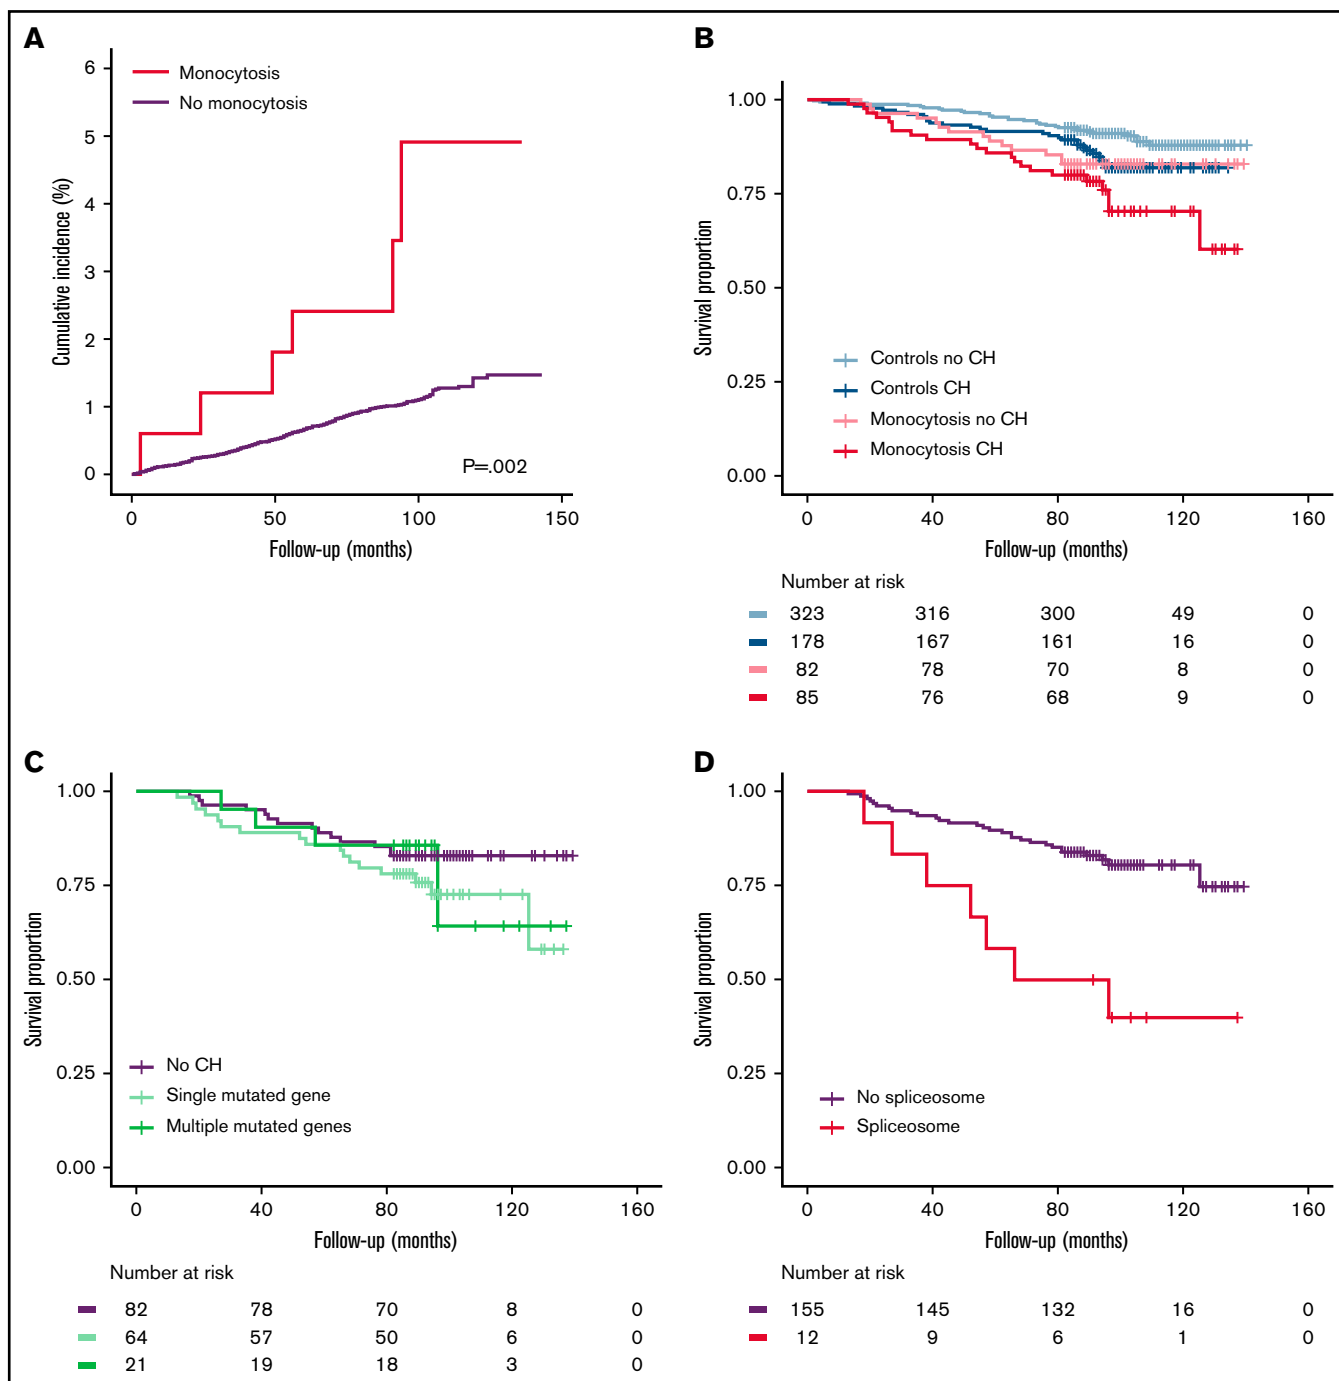 A
Cumulative incidence (%)
6
5
4
3
2
1
0
Monocytosis
No monocytosis
P=.002
0 50 100 150
Follow-up (months)
B
Survival proportion
1.00
0.75
0.50
0.25
0.00
Controls no CH
Controls CH
Monocytosis no CH
Monocytosis CH
0 40 80 120 160
Follow-up (months)
Number at risk
323 316 300 49 0
178 167 161 16 0
82 78 70 8 0
85 76 68 9 0
C
Survival proportion
1.00
0.75
0.50
0.25
0.00
No CH
Single mutated gene
Multiple mutated genes
0 40 80 120 160
Follow-up (months)
Number at risk
82 78 70 8 0
64 57 50 6 0
21 19 18 3 0
D
Survival proportion
1.00
0.75
0.50
0.25
0.00
No spliceosome
Spliceosome
0 40 80 120 160
Follow-up (months)
Number at risk
155 145 132 16 0
12 9 6 1 0